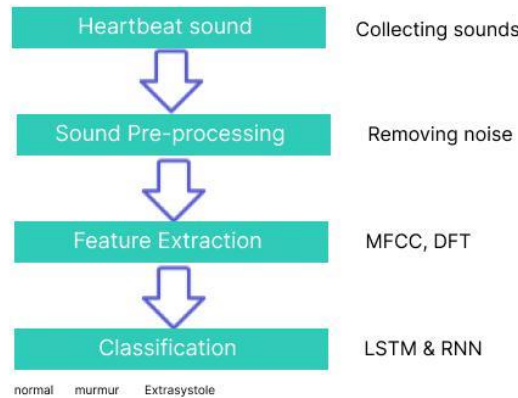 Heartbeat sound Collecting sounds
Sound Pre-processing Removing noise
Feature Extraction MFCC, DFT
Classification LSTM & RNN
normal murmur Extrasystole